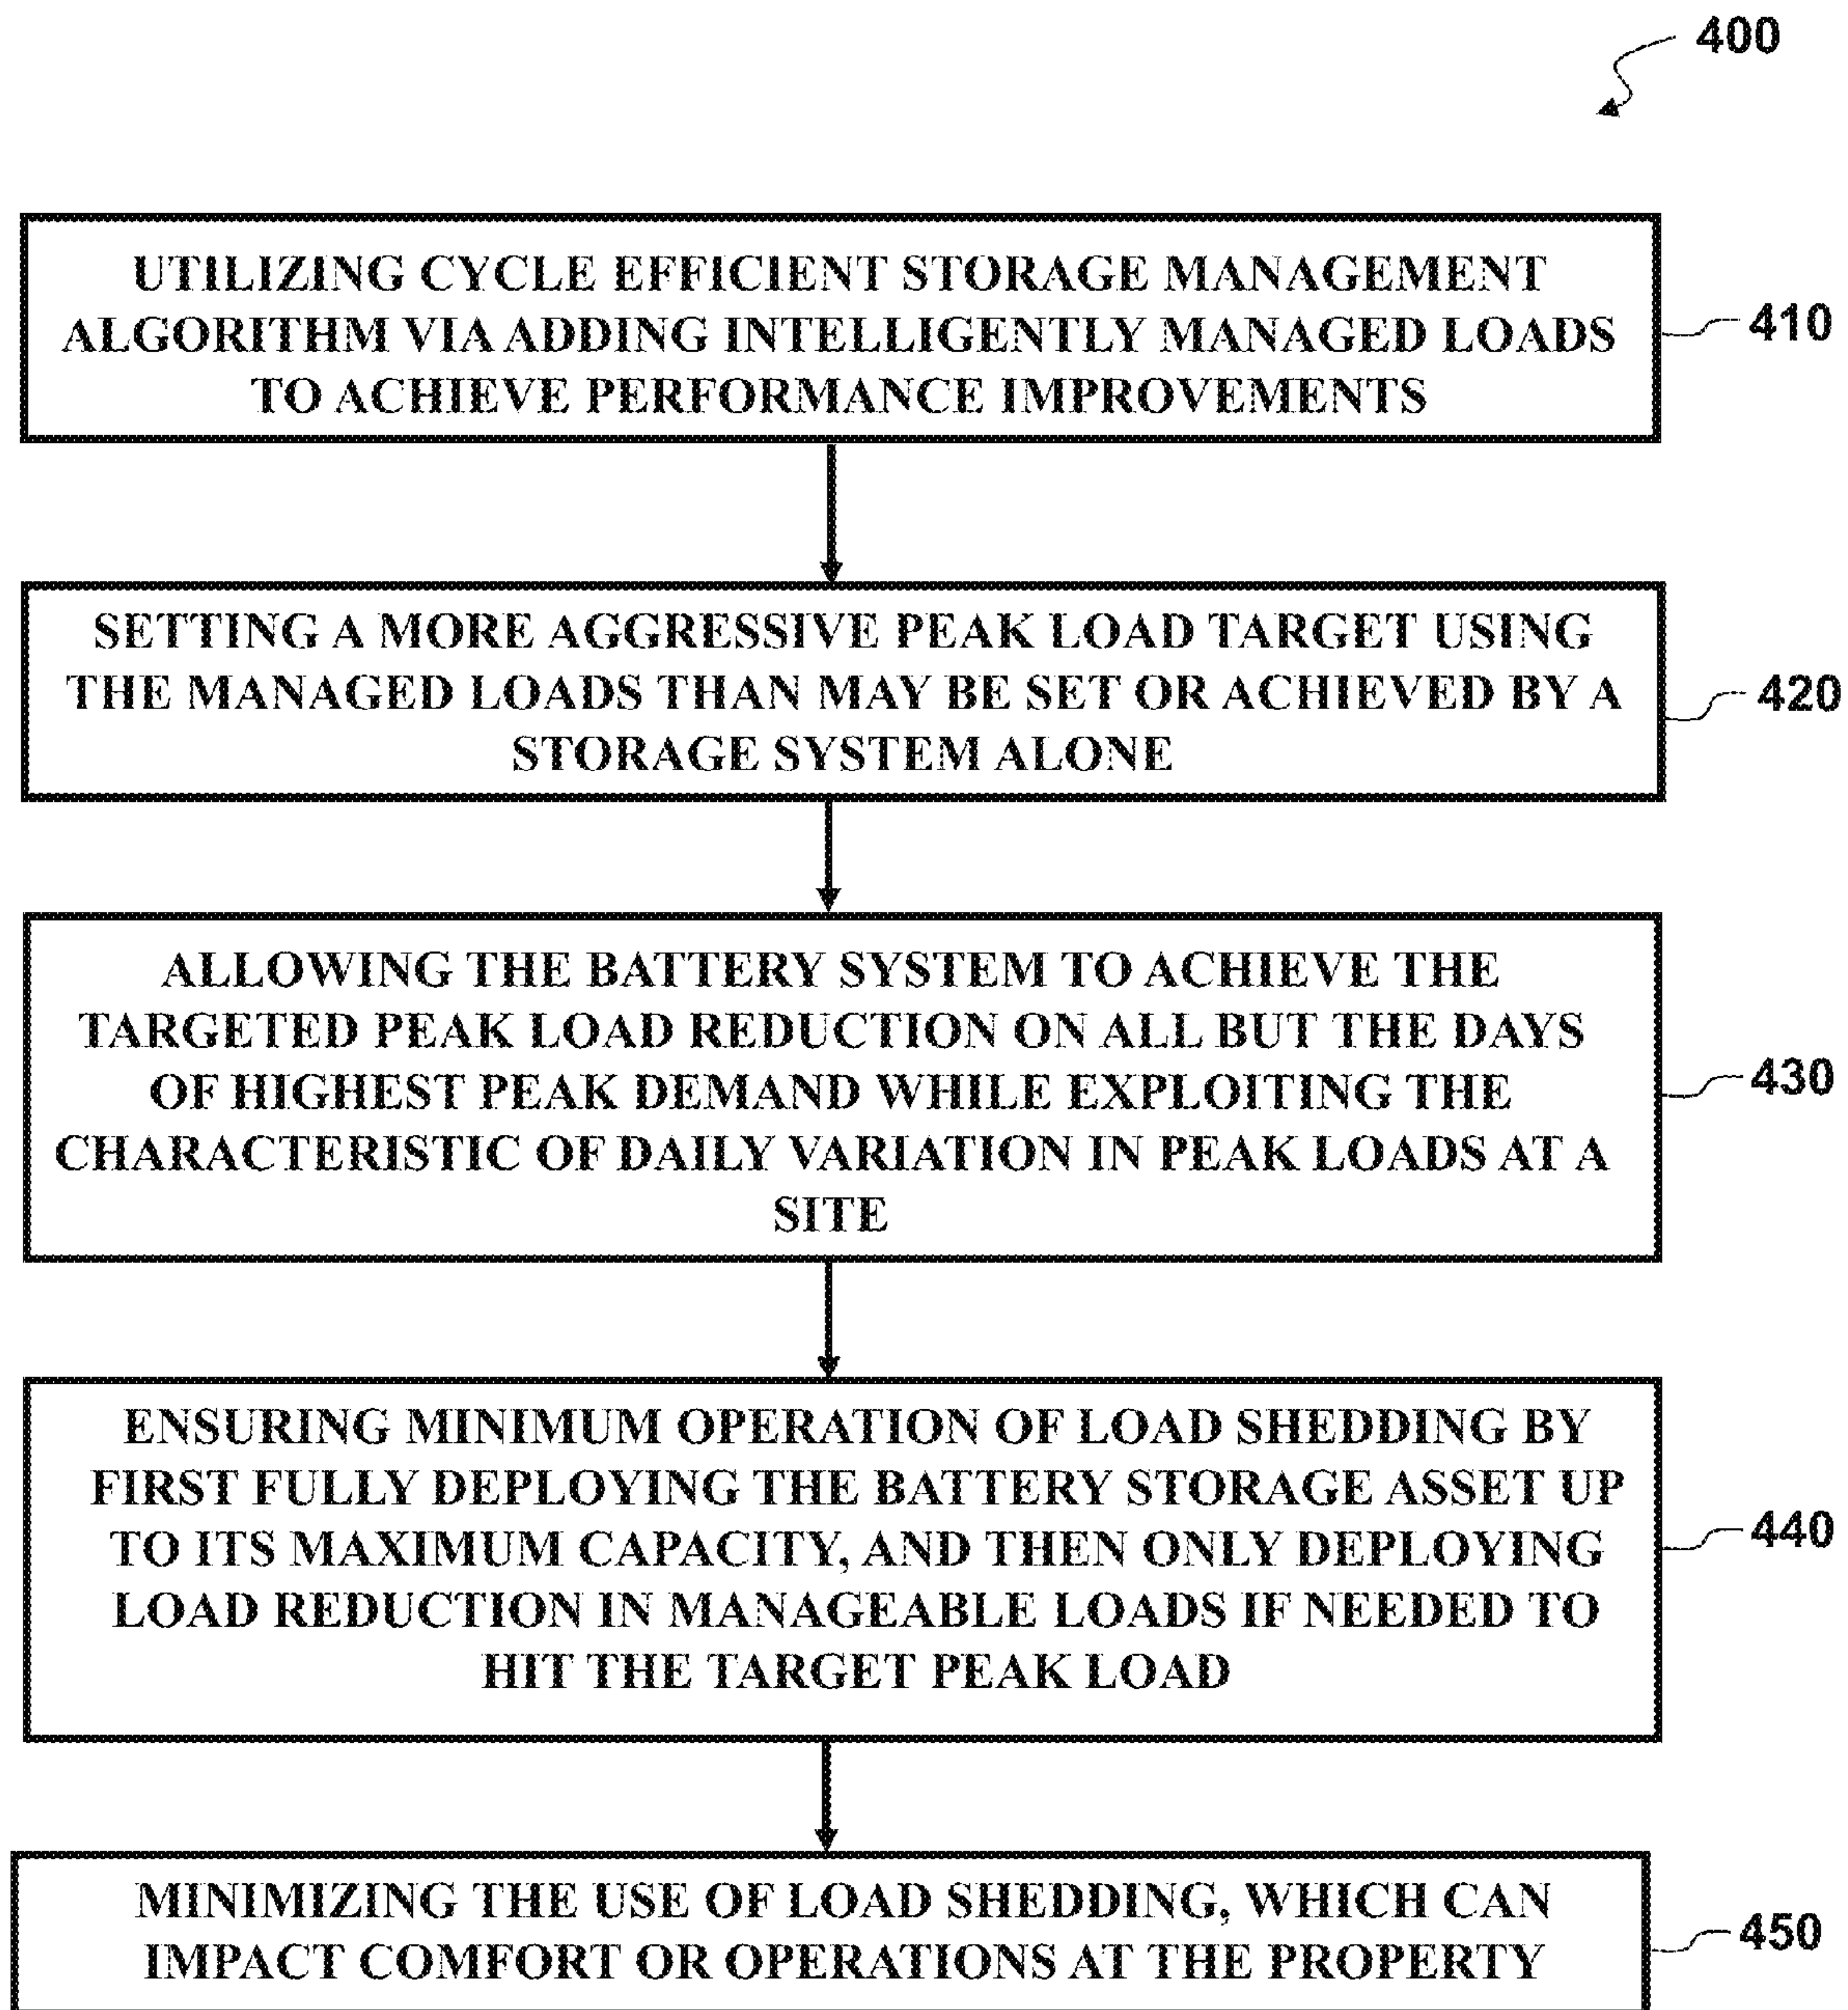 400
UTILIZING CYCLE EFFICIENT STORAGE MANAGEMENT
ALGORITHM VIA ADDING INTELLIGENTLY MANAGED LOADS
TO ACHIEVE PERFORMANCE IMPROVEMENTS
410
SETTING A MORE AGGRESSIVE PEAK LOAD TARGET USING
THE MANAGED LOADS THAN MAY BE SET OR ACHIEVED BY A
STORAGE SYSTEM ALONE
420
ALLOWING THE BATTERY SYSTEM TO ACHIEVE THE
TARGETED PEAK LOAD REDUCTION ON ALL BUT THE DAYS
OF HIGHEST PEAK DEMAND WHILE EXPLOITING THE
CHARACTERISTIC OF DAILY VARIATION IN PEAK LOADS AT A
SITE
430
ENSURING MINIMUM OPERATION OF LOAD SHEDDING BY
FIRST FULLY DEPLOYING THE BATTERY STORAGE ASSET UP
TO ITS MAXIMUM CAPACITY, AND THEN ONLY DEPLOYING
LOAD REDUCTION IN MANAGEABLE LOADS IF NEEDED TO
HIT THE TARGET PEAK LOAD
440
MINIMIZING THE USE OF LOAD SHEDDING, WHICH CAN
IMPACT COMFORT OR OPERATIONS AT THE PROPERTY
450